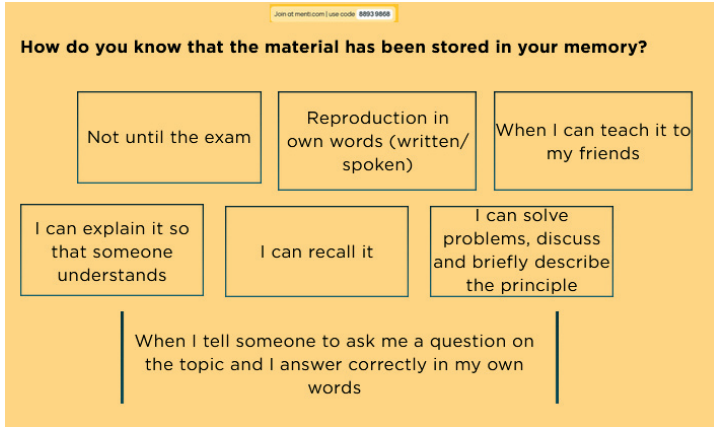 Join at menti.com | use code 8893 9868
How do you know that the material has been stored in your memory?
Not until the exam
Reproduction in
own words (written/
spoken)
When I can teach it to
my friends
I can explain it so
that someone
understands
I can recall it
I can solve
problems, discuss
and briefly describe
the principle
When I tell someone to ask me a question on
the topic and I answer correctly in my own
words